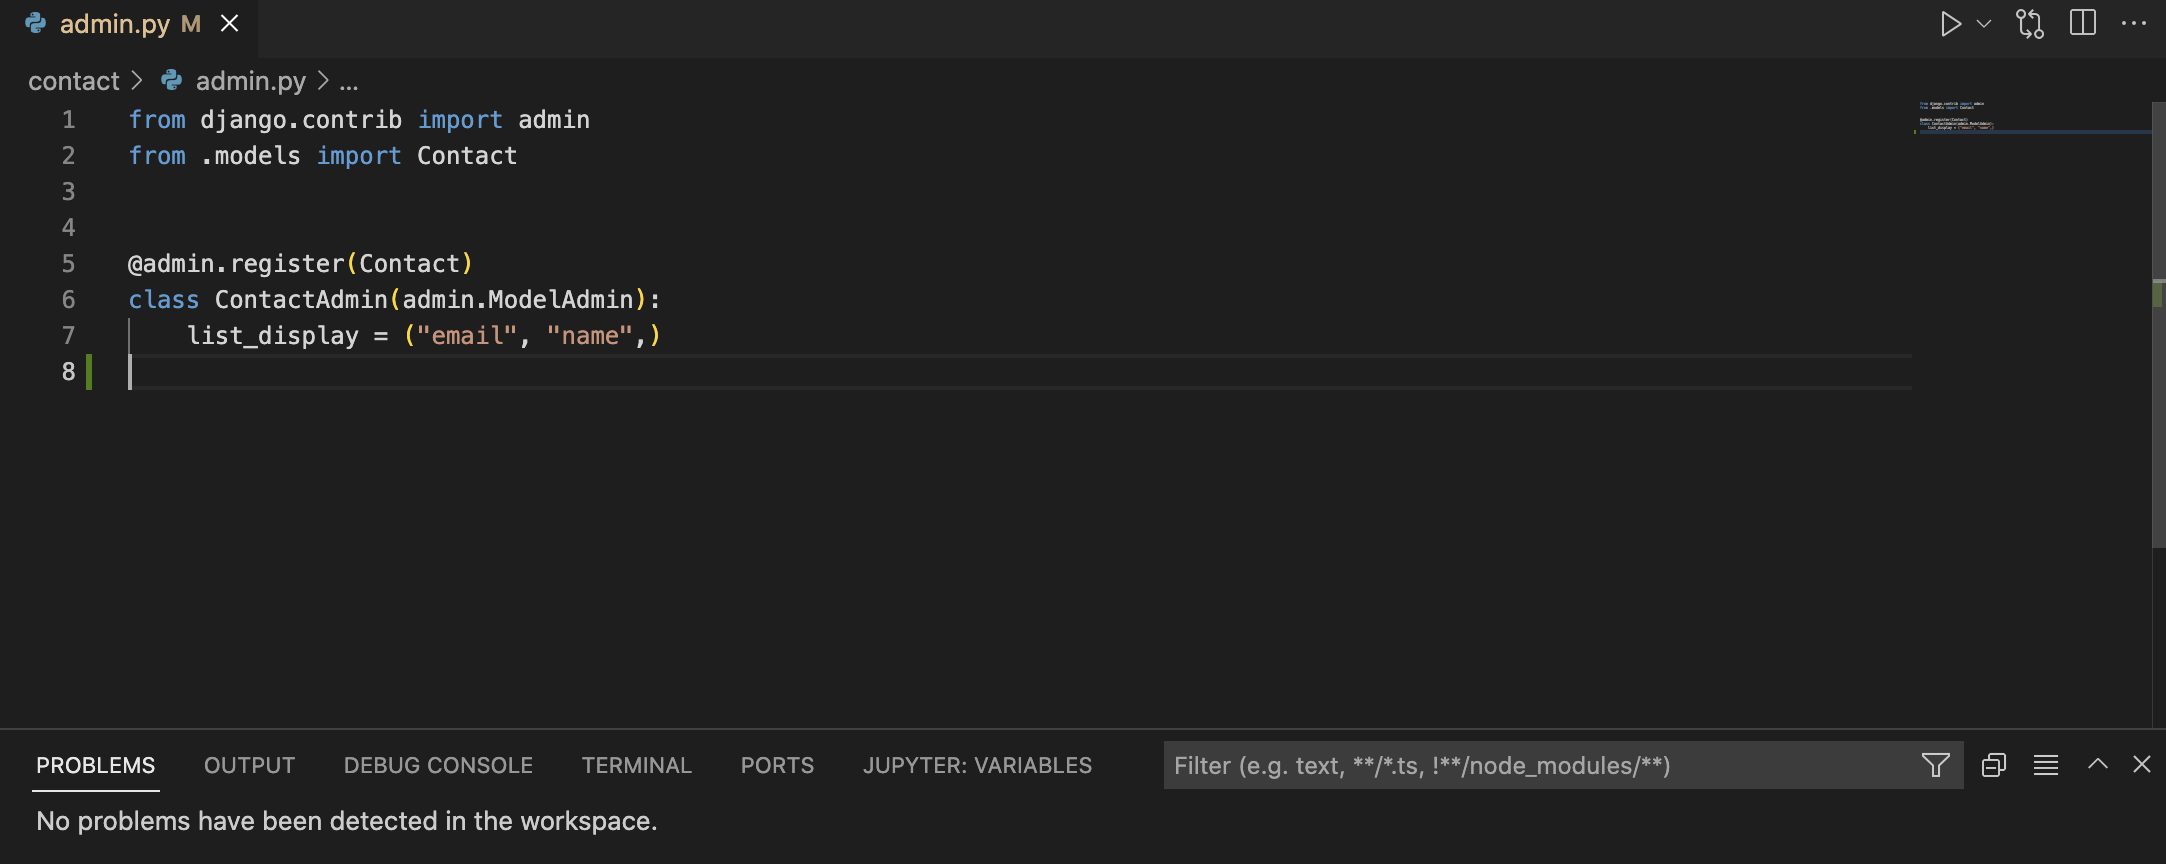 admin.py M
contact > admin.py > ...
1 from django.contrib import admin
2 from .models import Contact
3
4
5 @admin.register(Contact)
6 class ContactAdmin(admin.ModelAdmin):
7     list_display = ("email", "name",)
8
PROBLEMS OUTPUT DEBUG CONSOLE TERMINAL PORTS JUPYTER: VARIABLES Filter (e.g. text, **/*.ts, !**/node_modules/**)
No problems have been detected in the workspace.